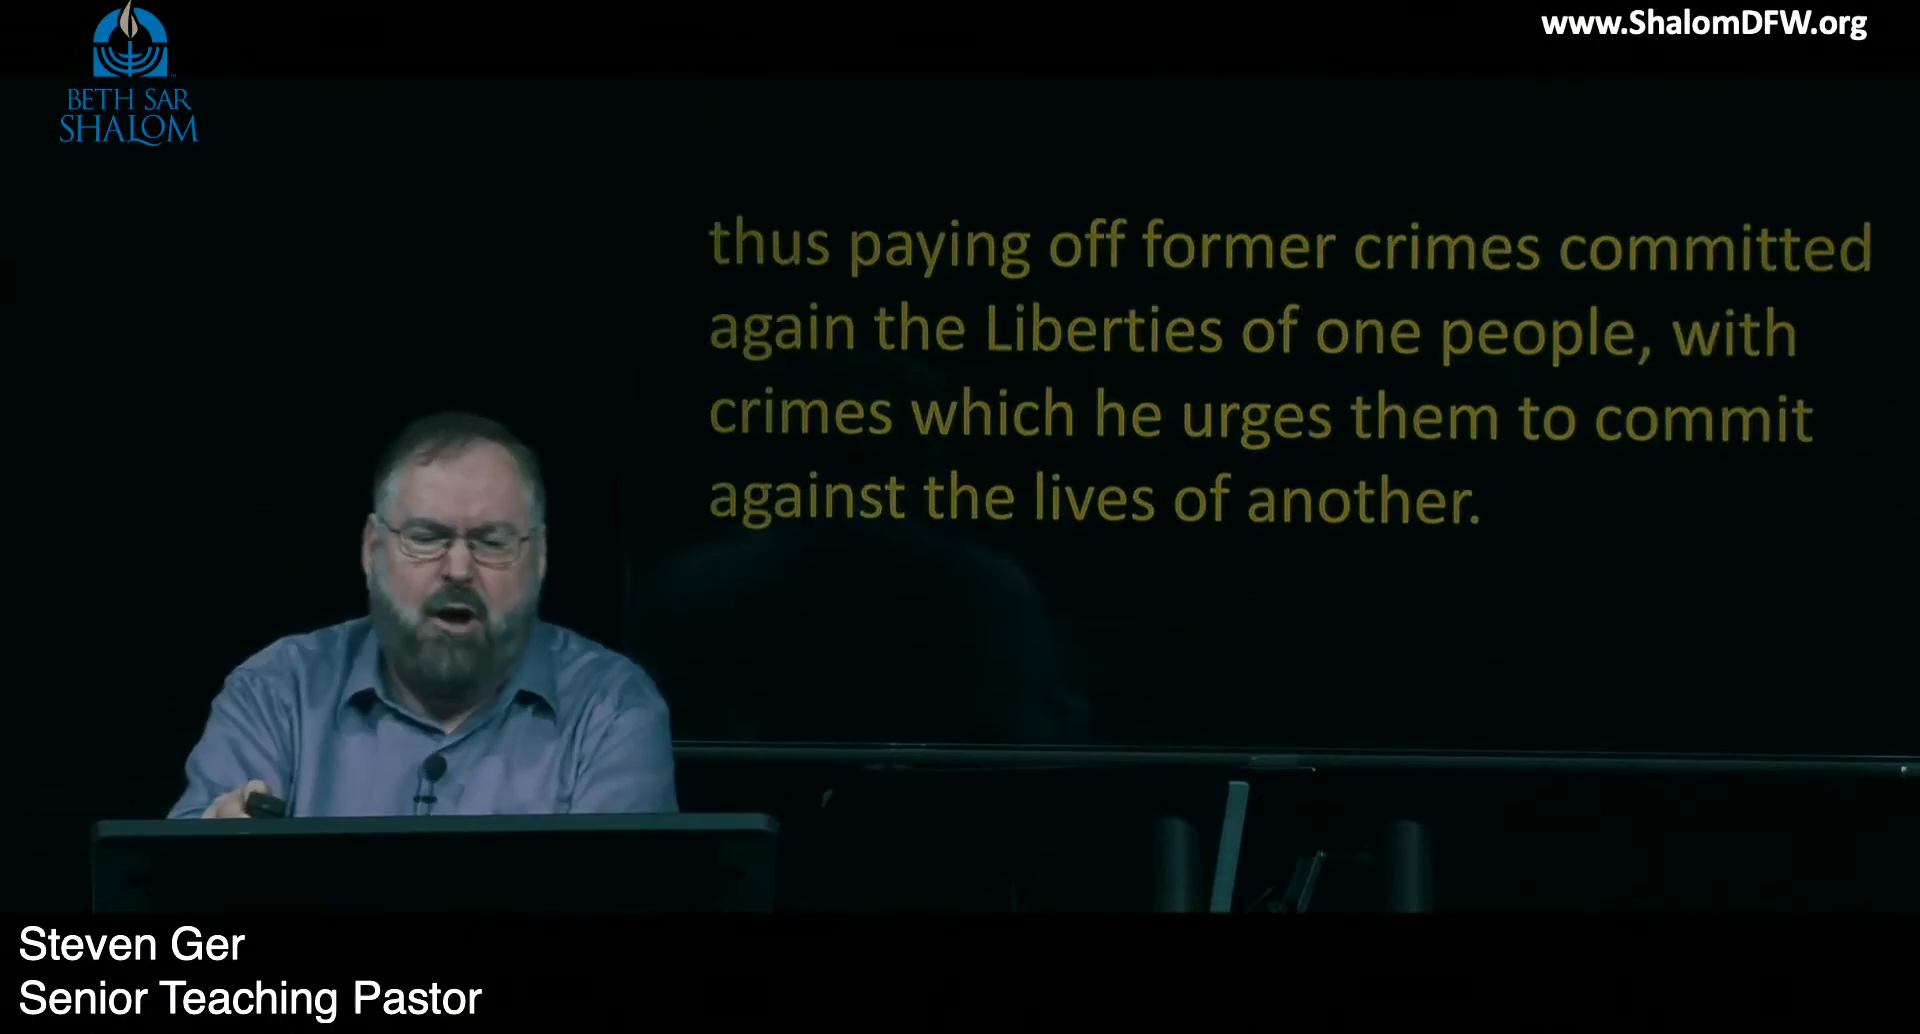 www.ShalomDFW.org
BETH SAR
SHALOM
thus paying off former crimes committed
again the Liberties of one people, with
crimes which he urges them to commit
against the lives of another.
Steven Ger
Senior Teaching Pastor